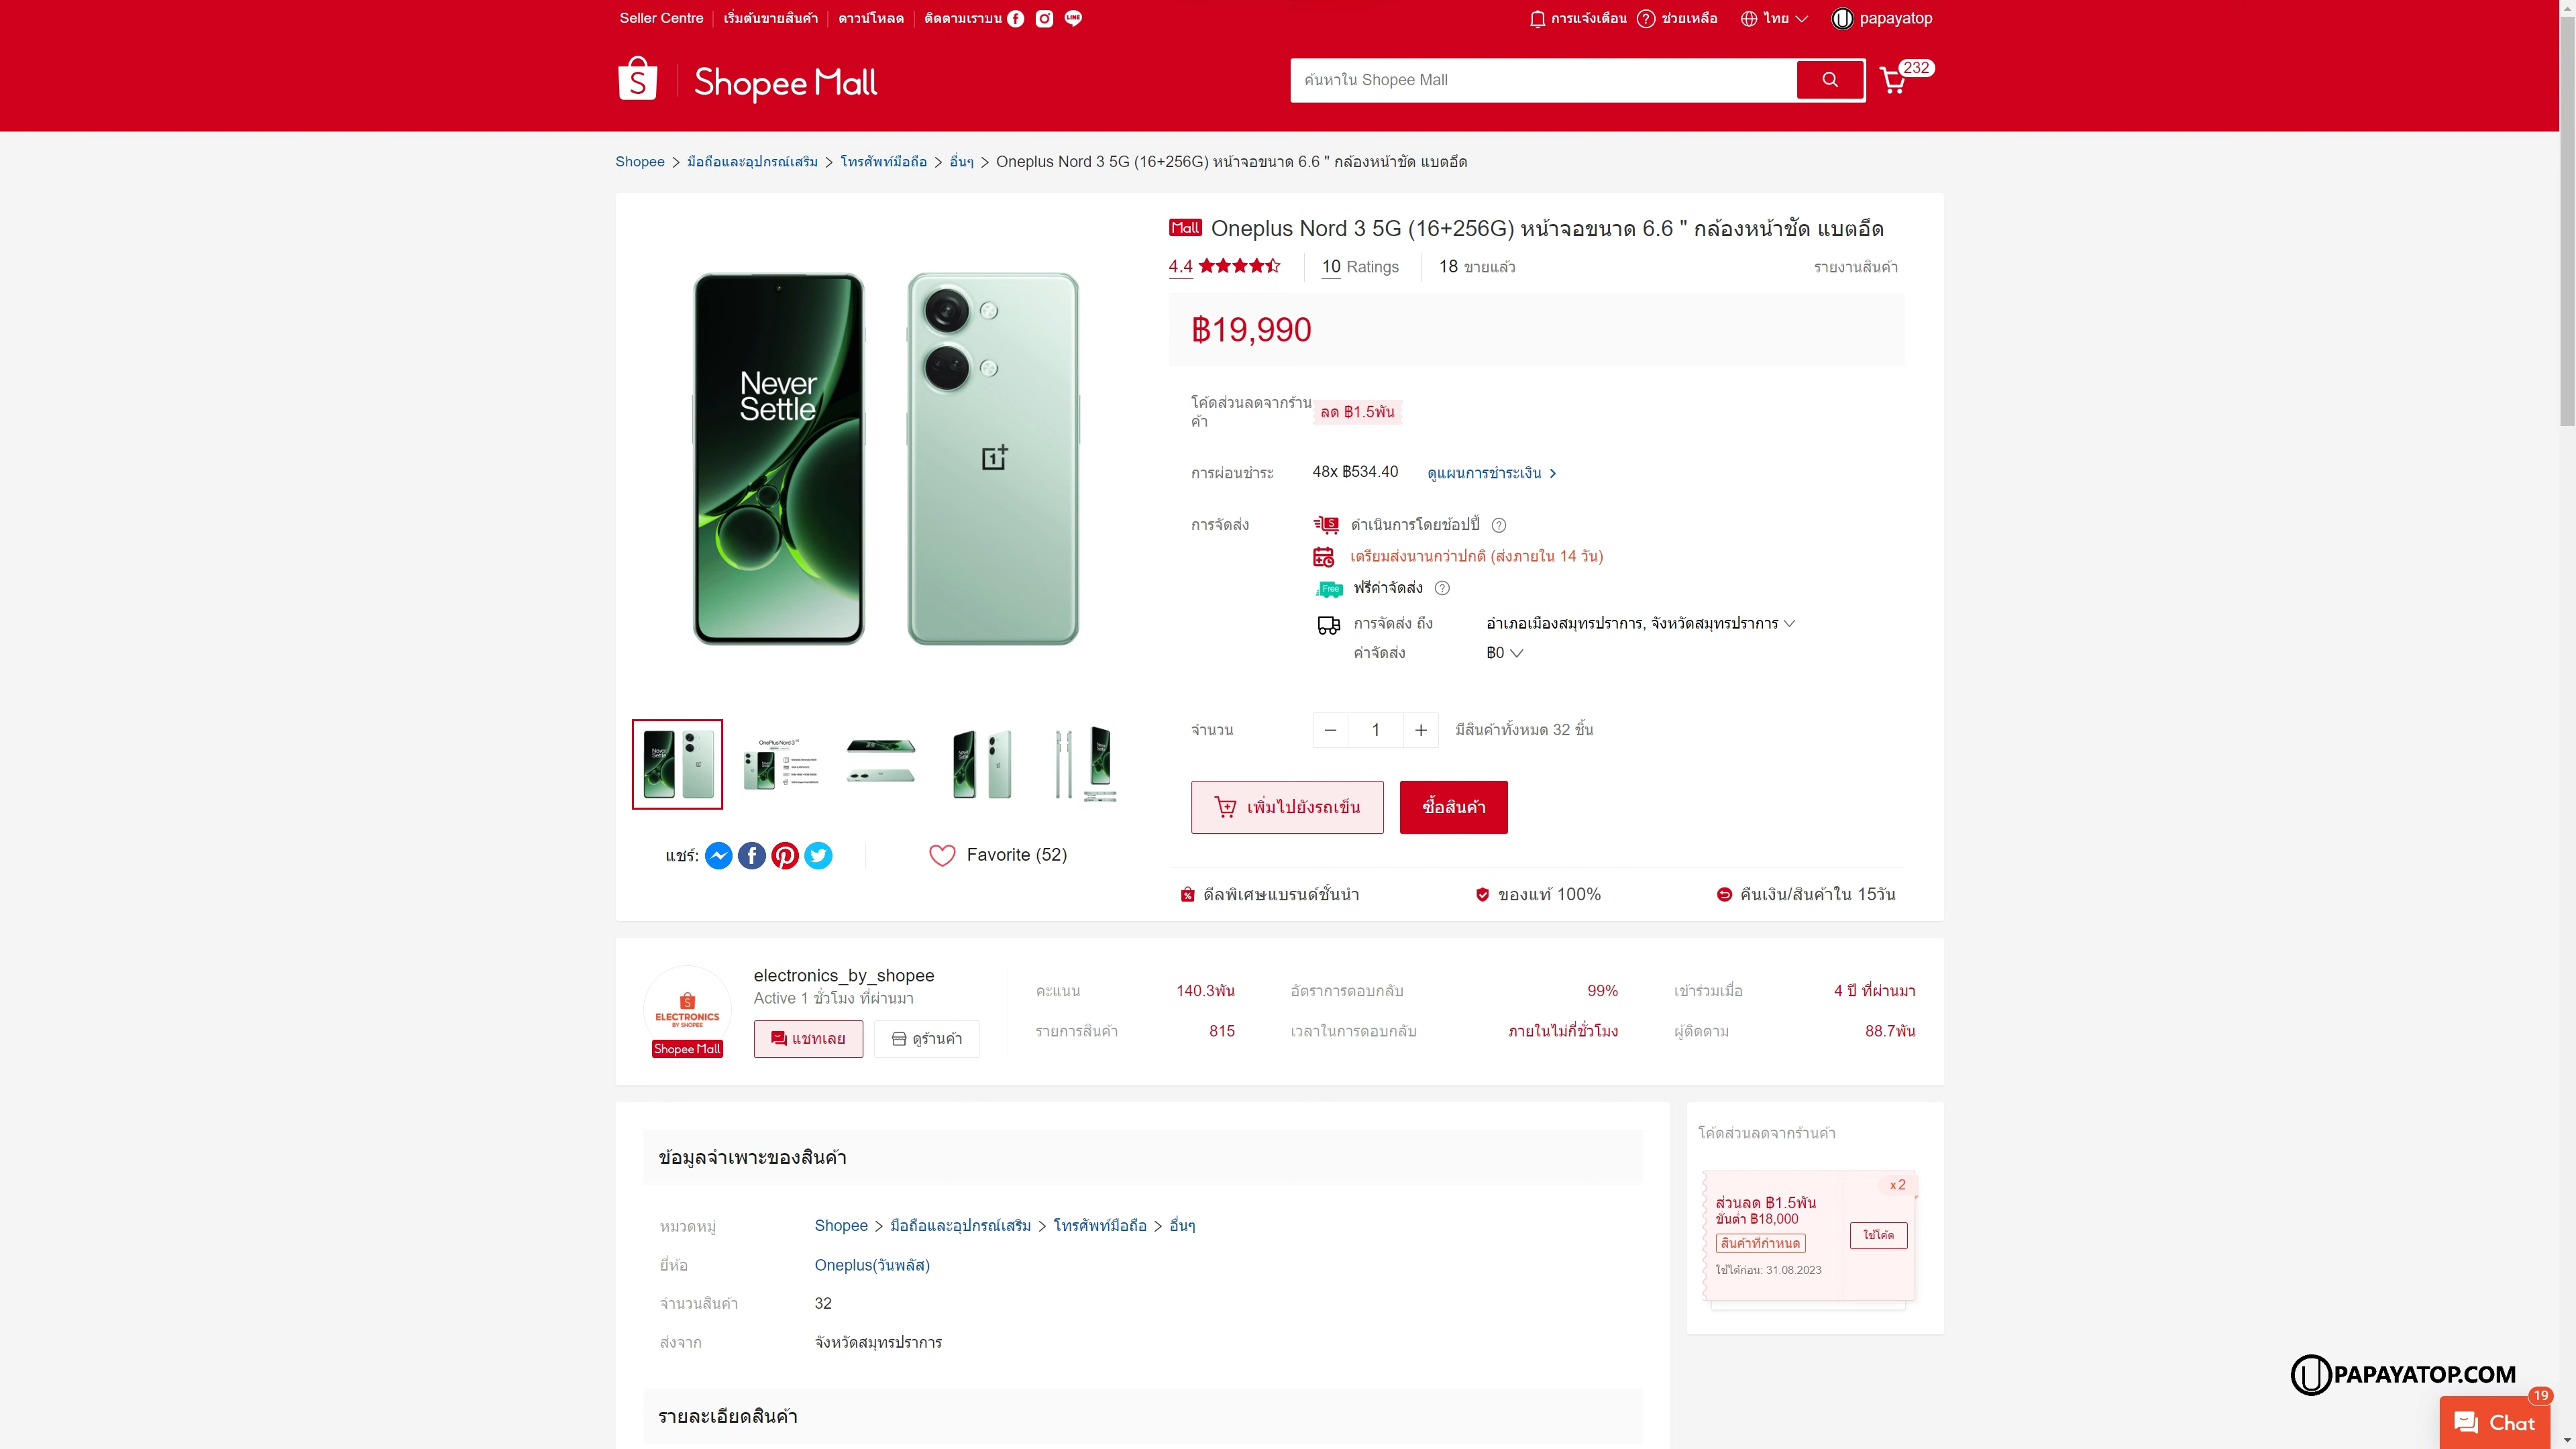 Seller Centre
เริ่มต้นขายสินค้า
ดาวน์โหลด
ติดตามเราบน
การแจ้งเตือน
ช่วยเหลือ
ไทย
papayatop
Shopee Mall
ค้นหาใน Shopee Mall
232
Shopee > มือถือและอุปกรณ์เสริม > โทรศัพท์มือถือ > อื่นๆ > Oneplus Nord 3 5G (16+256G) หน้าจอขนาด 6.6 " กล้องหน้าชัด แบตอึด
Never
Settle
Mall Oneplus Nord 3 5G (16+256G) หน้าจอขนาด 6.6 " กล้องหน้าชัด แบตอึด
4.4
10 Ratings
18 ขายแล้ว
รายงานสินค้า
฿19,990
โค้ดส่วนลดจากร้าน
ค้า
ลด ฿1.5พัน
การผ่อนชำระ
48x ฿534.40
ดูแผนการชำระเงิน
การจัดส่ง
ดำเนินการโดยช้อปปี้
เตรียมส่งนานกว่าปกติ (ส่งภายใน 14 วัน)
Free
ฟรีค่าจัดส่ง
การจัดส่ง ถึง
อำเภอเมืองสมุทรปราการ, จังหวัดสมุทรปราการ
ค่าจัดส่ง
฿0
จำนวน
1
มีสินค้าทั้งหมด 32 ชิ้น
เพิ่มไปยังรถเข็น
ซื้อสินค้า
แชร์:
Favorite (52)
ดีลพิเศษแบรนด์ชั้นนำ
ของแท้ 100%
คืนเงิน/สินค้าใน 15วัน
ELECTRONICS
BY SHOPEE
Shopee Mall
electronics_by_shopee
Active 1 ชั่วโมง ที่ผ่านมา
แชทเลย
ดูร้านค้า
คะแนน
140.3พัน
อัตราการตอบกลับ
99%
เข้าร่วมเมื่อ
4 ปี ที่ผ่านมา
รายการสินค้า
815
เวลาในการตอบกลับ
ภายในไม่กี่ชั่วโมง
ผู้ติดตาม
88.7พัน
ข้อมูลจำเพาะของสินค้า
หมวดหมู่
Shopee > มือถือและอุปกรณ์เสริม > โทรศัพท์มือถือ > อื่นๆ
ยี่ห้อ
Oneplus(วันพลัส)
จำนวนสินค้า
32
ส่งจาก
จังหวัดสมุทรปราการ
รายละเอียดสินค้า
โค้ดส่วนลดจากร้านค้า
x 2
ส่วนลด ฿1.5พัน
ขั้นต่ำ ฿18,000
สินค้าที่กำหนด
ใช้ได้ก่อน: 31.08.2023
ใช้โค้ด
PAPAYATOP.COM
19
Chat